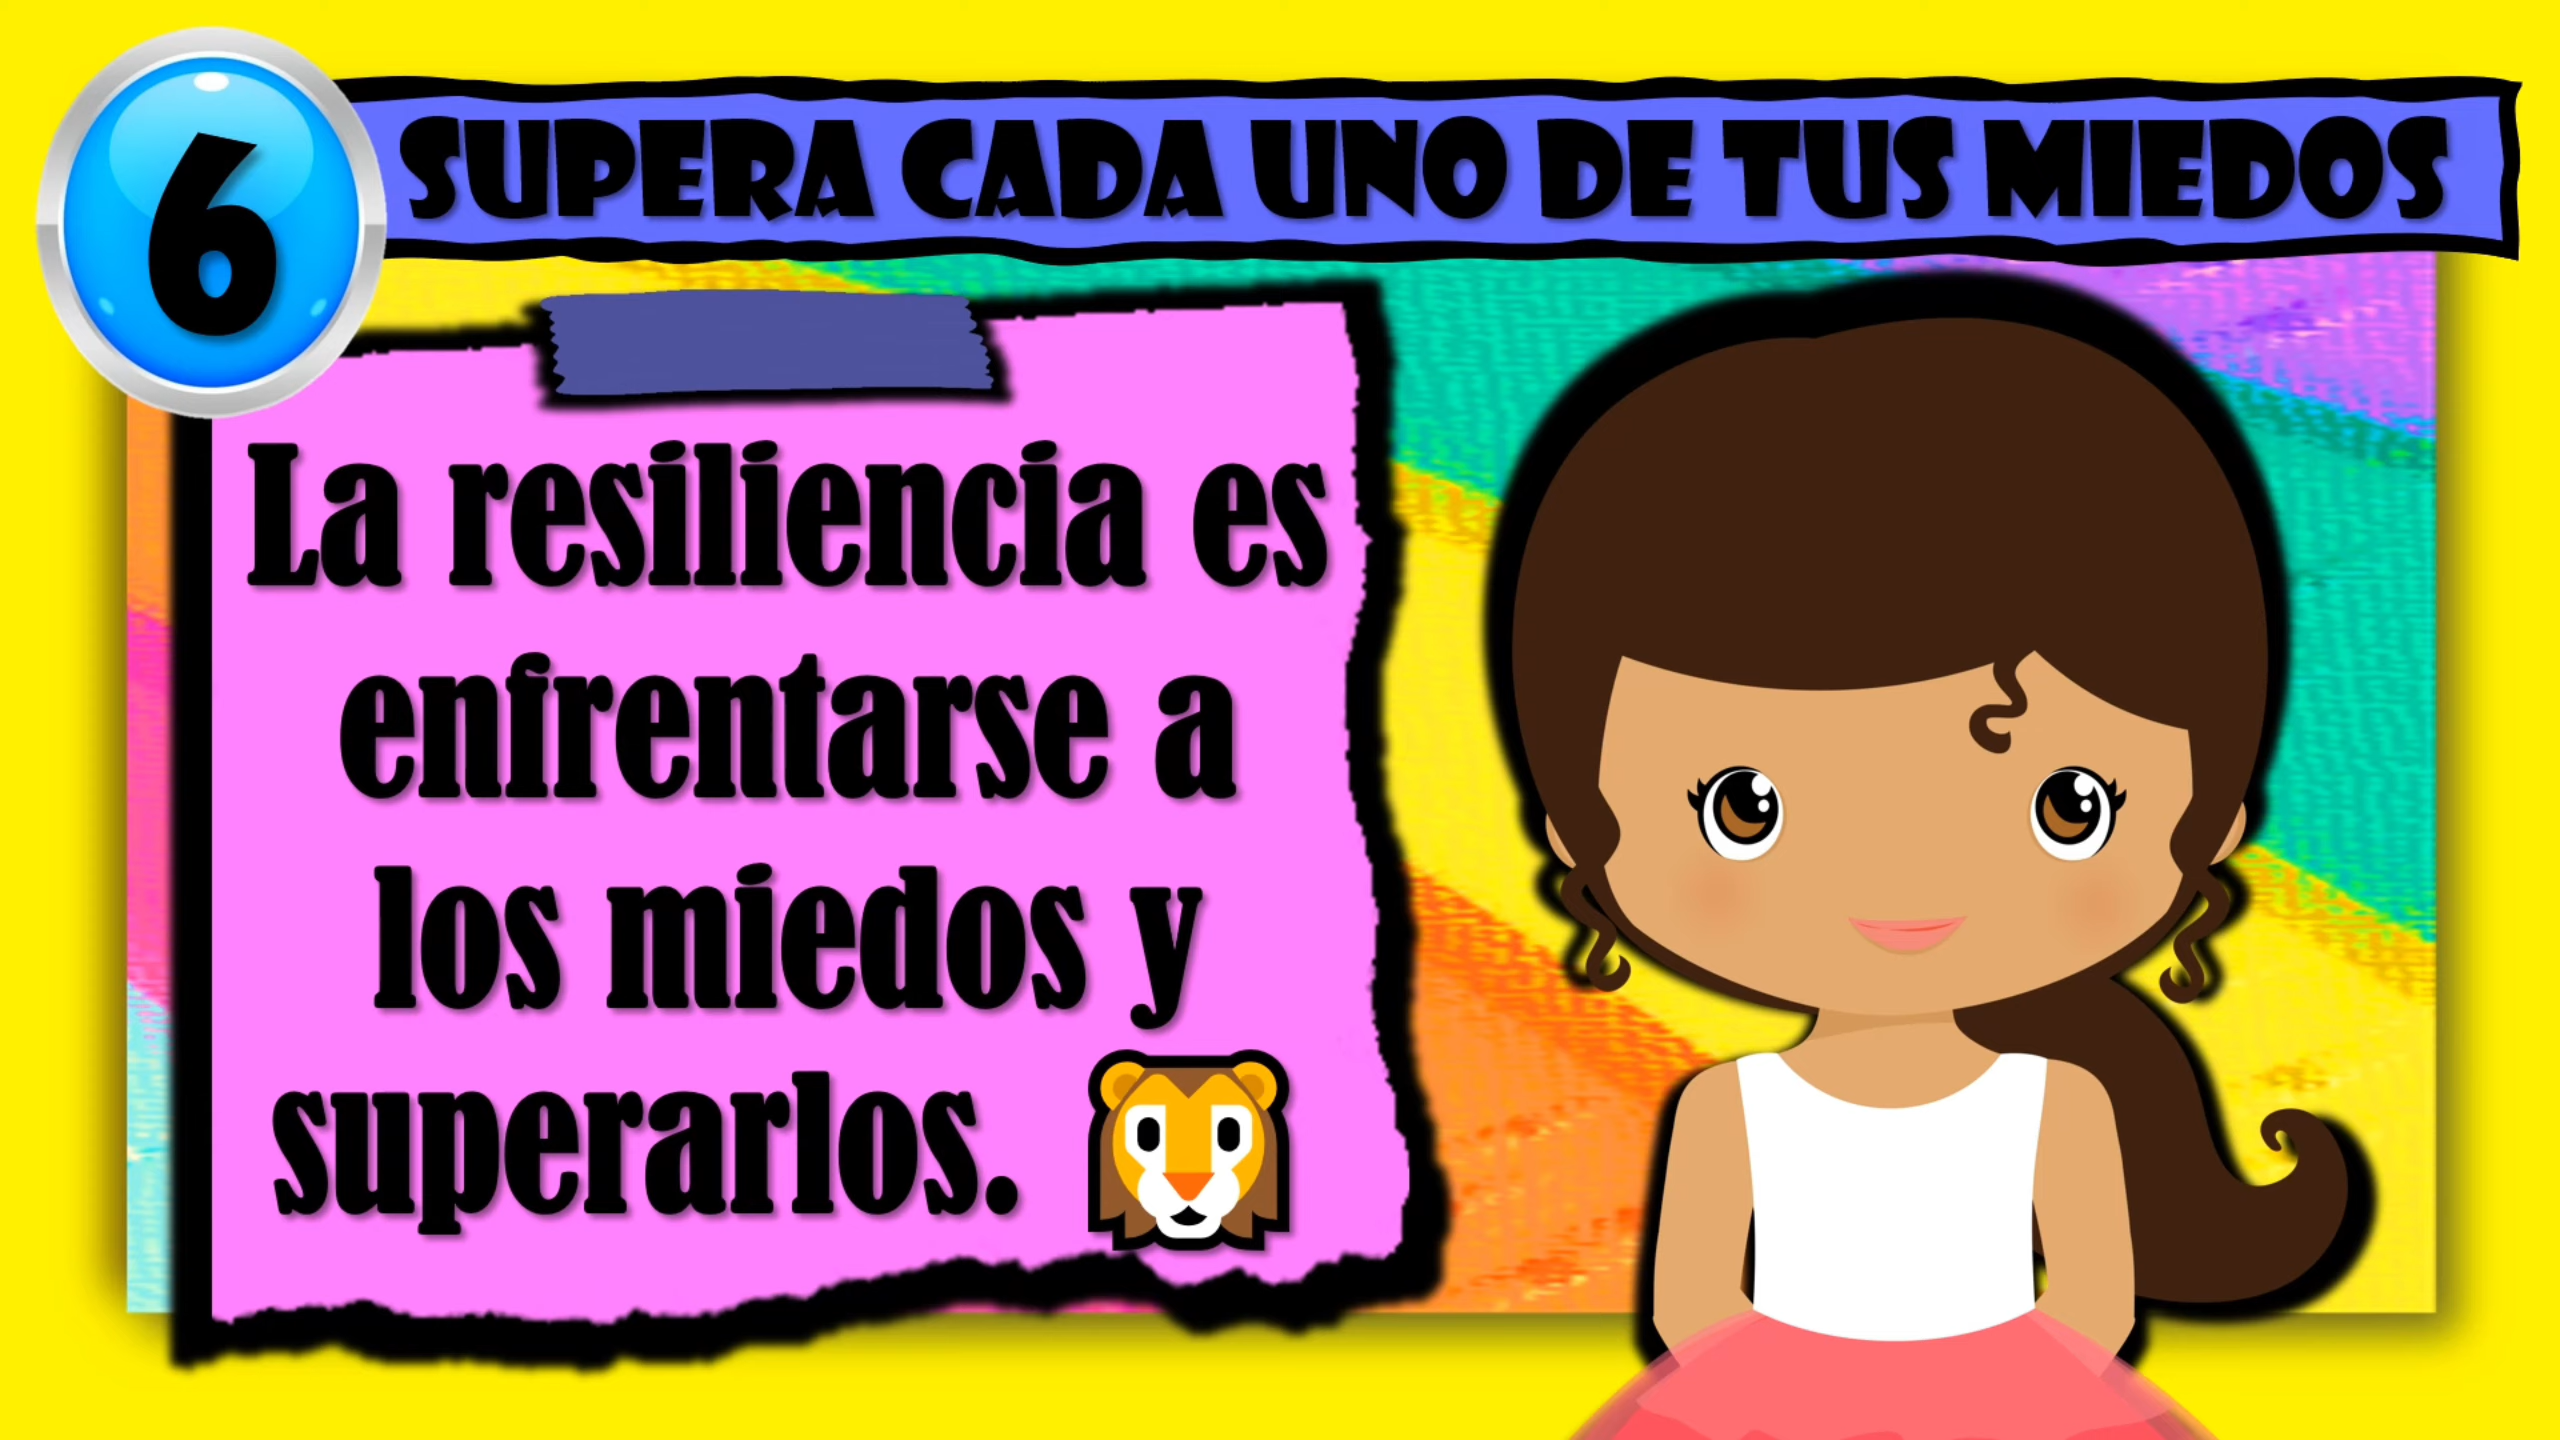 6
SUPERA CADA UNO DE TUS MIEDOS
La resiliencia es
enfrentarse a
los miedos y
superarlos.